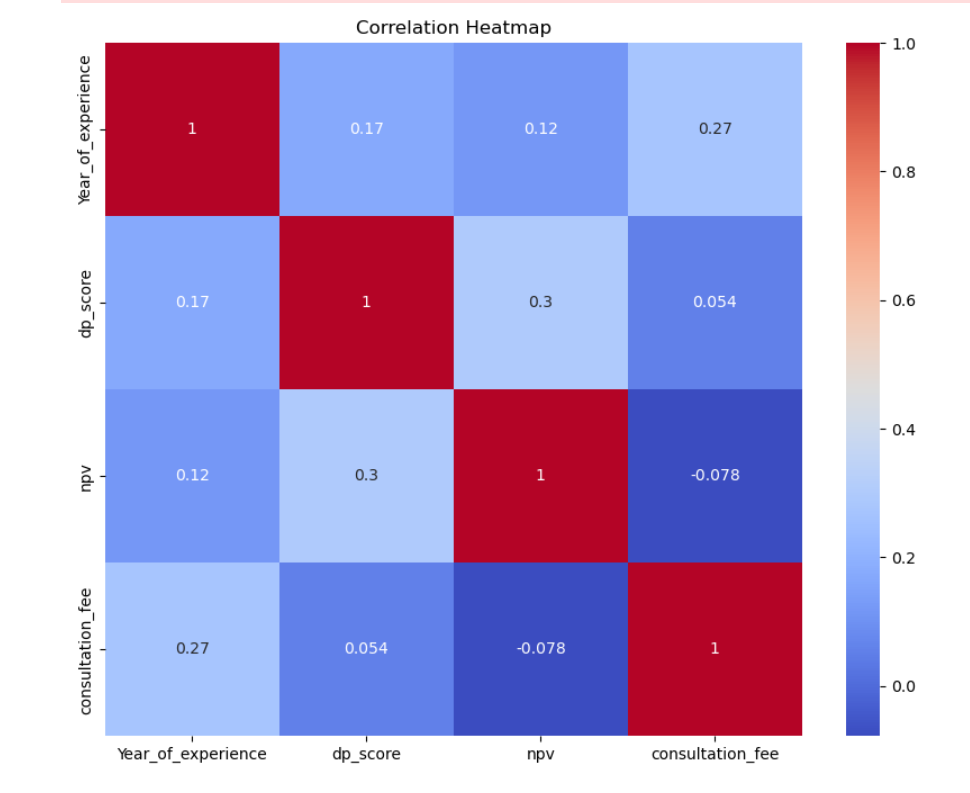 Correlation Heatmap
Year_of_experience
1 0.17 0.12 0.27
dp_score
0.17 1 0.3 0.054
npv
0.12 0.3 1 -0.078
consultation_fee
0.27 0.054 -0.078 1
Year_of_experience dp_score npv consultation_fee
1.0
0.8
0.6
0.4
0.2
0.0